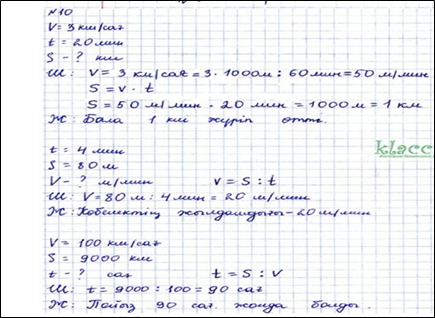 №10
V = 3 км/сағ
t = 20 мин
S - ? км
Ш: V = 3 км/сағ = 3 · 1000м : 60 мин = 50 м/мин
S = v · t
S = 50 м/мин · 20 мин = 1000 м = 1 км
Ж: Бала 1 км жүріп өтті.
klacc
t = 4 мин
S = 80 м
V - ? м/мин v = S : t
Ш: V = 80 м : 4 мин = 20 м/мин
Ж: Көбелектің жылдамдығы - 20 м/мин
V = 100 км/сағ
S = 9000 км
t - ? сағ t = S : V
Ш: t = 9000 : 100 = 90 сағ
Ж: Пойыз 90 сағ. жолда болды.